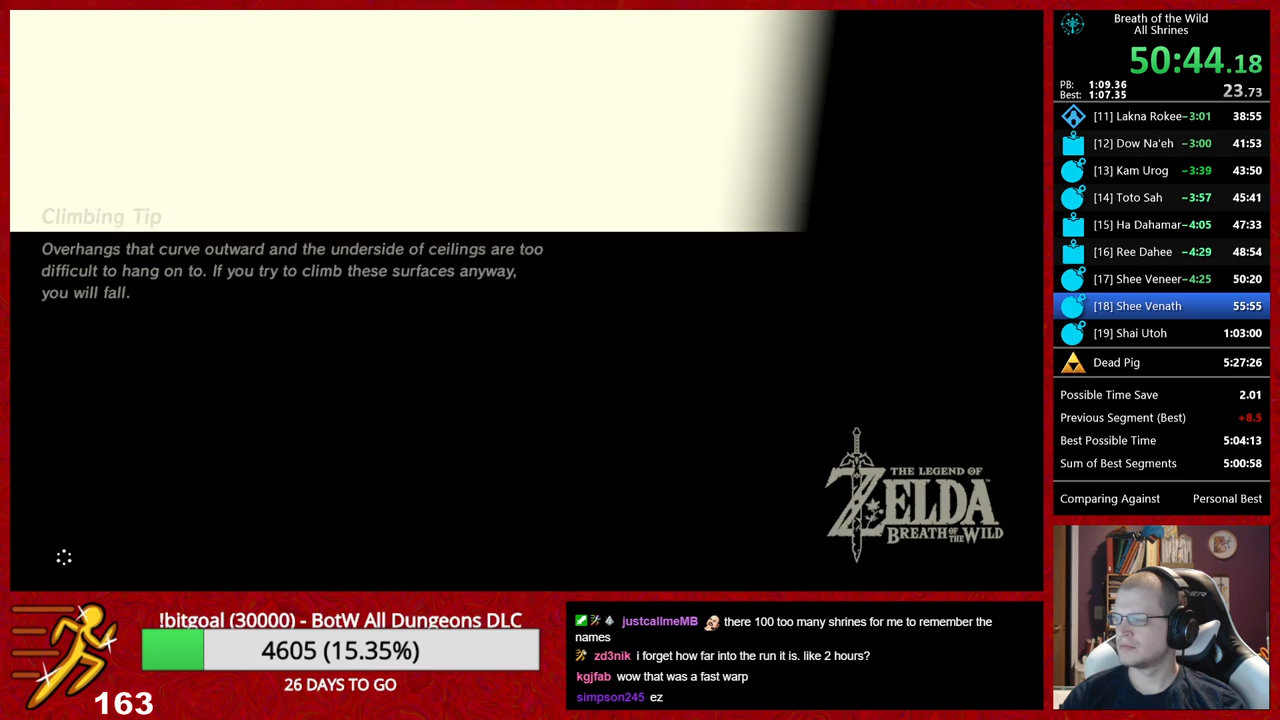 Climbing Tip
Overhangs that curve outward and the underside of ceilings are too
difficult to hang on to. If you try to climb these surfaces anyway,
you will fall.
THE LEGEND OF
ZELDA
BREATH OF THE WILD
Breath of the Wild
All Shrines
50:44.18
PB: 1:09.36
Best: 1:07.35
23.73
[11] Lakna Rokee -3:01 38:55
[12] Dow Na'eh -3:00 41:53
[13] Kam Urog -3:39 43:50
[14] Toto Sah -3:57 45:41
[15] Ha Dahamar -4:05 47:33
[16] Ree Dahee -4:29 48:54
[17] Shee Veneer -4:25 50:20
[18] Shee Venath 55:55
[19] Shai Utoh 1:03:00
Dead Pig 5:27:26
Possible Time Save 2.01
Previous Segment (Best) +8.5
Best Possible Time 5:04:13
Sum of Best Segments 5:00:58
Comparing Against Personal Best
163
!bitgoal (30000) - BotW All Dungeons DLC
4605 (15.35%)
26 DAYS TO GO
justcallmeMB there 100 too many shrines for me to remember the
names
zd3nik i forget how far into the run it is. like 2 hours?
kgjfab wow that was a fast warp
simpson245 ez